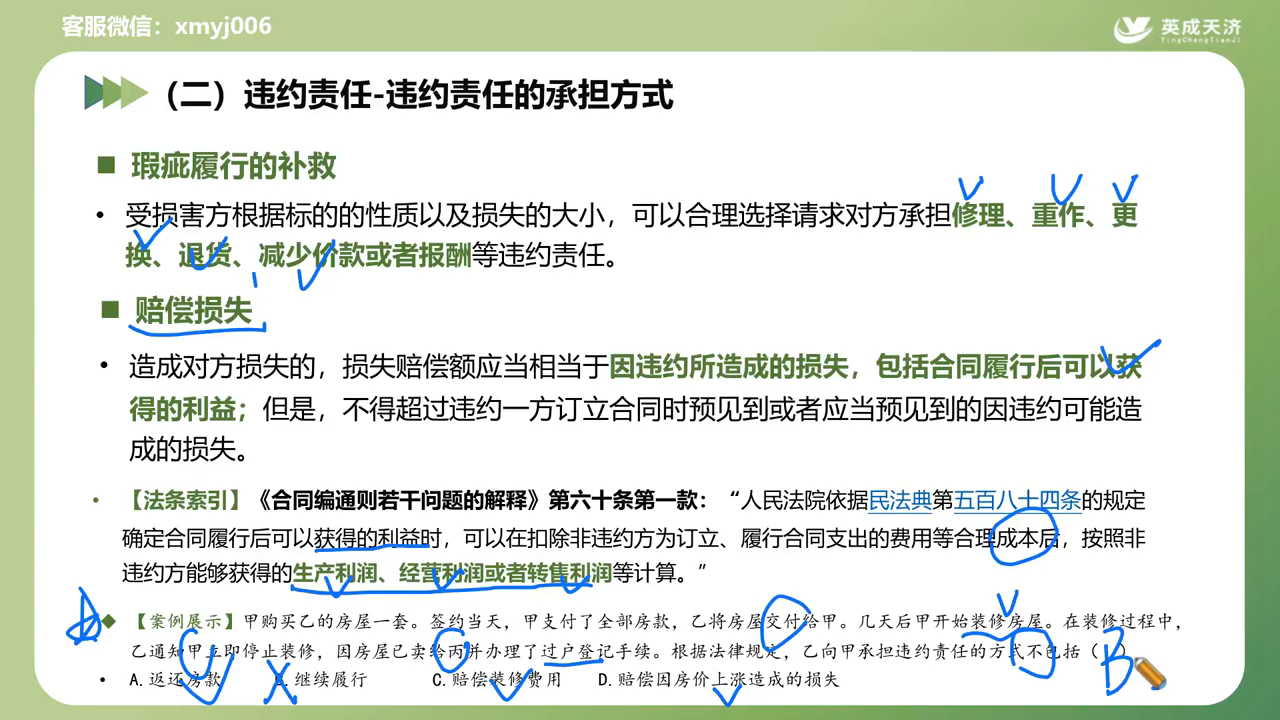 客服微信：xmyj006
英成天济
YingChengTianJi
（二）违约责任-违约责任的承担方式
■ 瑕疵履行的补救
• 受损害方根据标的的性质以及损失的大小，可以合理选择请求对方承担修理、重作、更
换、退货、减少价款或者报酬等违约责任。
■ 赔偿损失
• 造成对方损失的，损失赔偿额应当相当于因违约所造成的损失，包括合同履行后可以获
得的利益；但是，不得超过违约一方订立合同时预见到或者应当预见到的因违约可能造
成的损失。
• 【法条索引】《合同编通则若干问题的解释》第六十条第一款：“人民法院依据民法典第五百八十四条的规定
确定合同履行后可以获得的利益时，可以在扣除非违约方为订立、履行合同支出的费用等合理成本后，按照非
违约方能够获得的生产利润、经营利润或者转售利润等计算。”
◆ 【案例展示】甲购买乙的房屋一套。签约当天，甲支付了全部房款，乙将房屋交付给甲。几天后甲开始装修房屋。在装修过程中，
乙通知甲立即停止装修，因房屋已卖给丙并办理了过户登记手续。根据法律规定，乙向甲承担违约责任的方式不包括（ ）
• A.返还房款 B.继续履行 C.赔偿装修费用 D.赔偿因房价上涨造成的损失
B